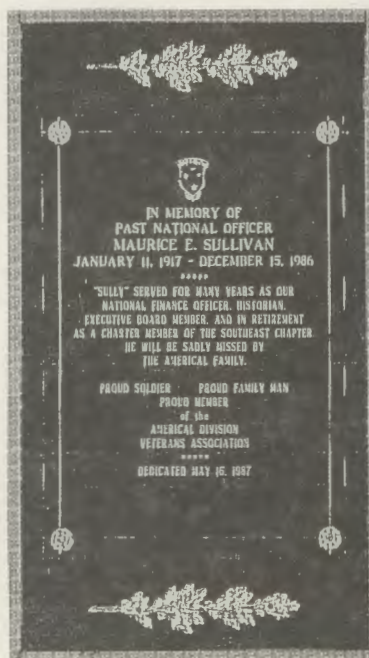 IN MEMORY OF
PAST NATIONAL OFFICER
MAURICE E. SULLIVAN
JANUARY 11, 1917 - DECEMBER 15, 1986
*****
"SULLY" SERVED FOR MANY YEARS AS OUR
NATIONAL FINANCE OFFICER, HISTORIAN,
EXECUTIVE BOARD MEMBER, AND IN RETIREMENT
AS A CHARTER MEMBER OF THE SOUTHEAST CHAPTER
HE WILL BE SADLY MISSED BY
THE AMERICAL FAMILY.
PROUD SOLDIER PROUD FAMILY MAN
PROUD MEMBER
of the
AMERICAL DIVISION
VETERANS ASSOCIATION
*****
DEDICATED MAY 16, 1987